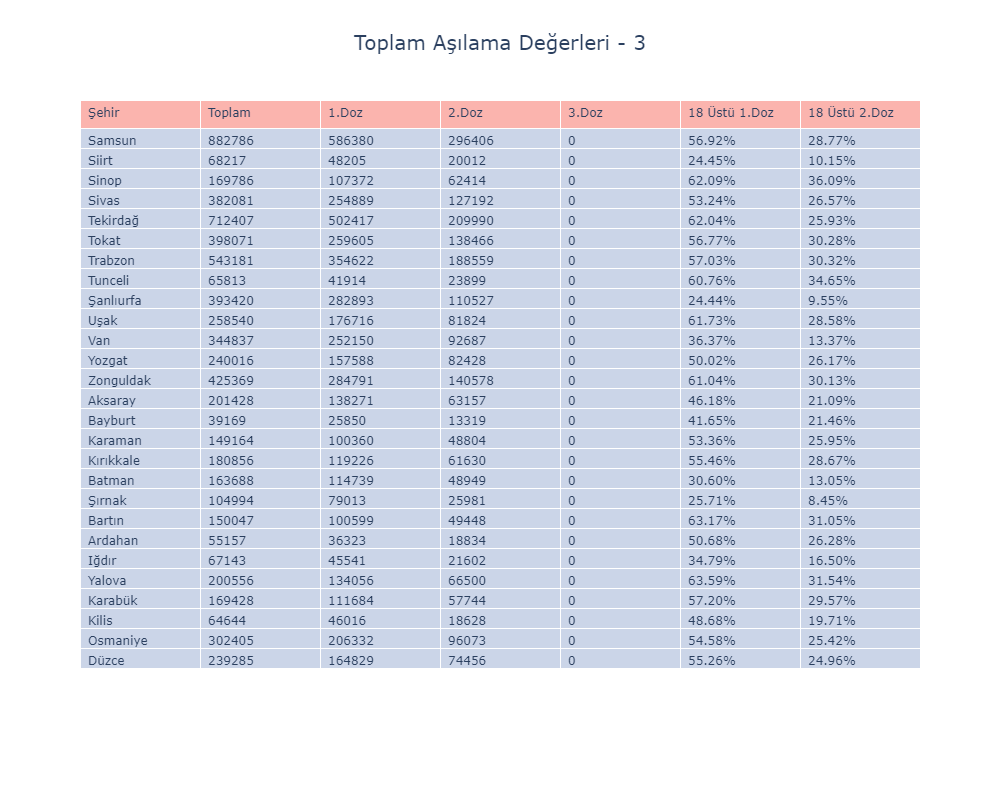 Toplam Aşılama Değerleri - 3
Şehir Toplam 1.Doz 2.Doz 3.Doz 18 Üstü 1.Doz 18 Üstü 2.Doz
Samsun 882786 586380 296406 0 56.92% 28.77%
Siirt 68217 48205 20012 0 24.45% 10.15%
Sinop 169786 107372 62414 0 62.09% 36.09%
Sivas 382081 254889 127192 0 53.24% 26.57%
Tekirdağ 712407 502417 209990 0 62.04% 25.93%
Tokat 398071 259605 138466 0 56.77% 30.28%
Trabzon 543181 354622 188559 0 57.03% 30.32%
Tunceli 65813 41914 23899 0 60.76% 34.65%
Şanlıurfa 393420 282893 110527 0 24.44% 9.55%
Uşak 258540 176716 81824 0 61.73% 28.58%
Van 344837 252150 92687 0 36.37% 13.37%
Yozgat 240016 157588 82428 0 50.02% 26.17%
Zonguldak 425369 284791 140578 0 61.04% 30.13%
Aksaray 201428 138271 63157 0 46.18% 21.09%
Bayburt 39169 25850 13319 0 41.65% 21.46%
Karaman 149164 100360 48804 0 53.36% 25.95%
Kırıkkale 180856 119226 61630 0 55.46% 28.67%
Batman 163688 114739 48949 0 30.60% 13.05%
Şırnak 104994 79013 25981 0 25.71% 8.45%
Bartın 150047 100599 49448 0 63.17% 31.05%
Ardahan 55157 36323 18834 0 50.68% 26.28%
Iğdır 67143 45541 21602 0 34.79% 16.50%
Yalova 200556 134056 66500 0 63.59% 31.54%
Karabük 169428 111684 57744 0 57.20% 29.57%
Kilis 64644 46016 18628 0 48.68% 19.71%
Osmaniye 302405 206332 96073 0 54.58% 25.42%
Düzce 239285 164829 74456 0 55.26% 24.96%